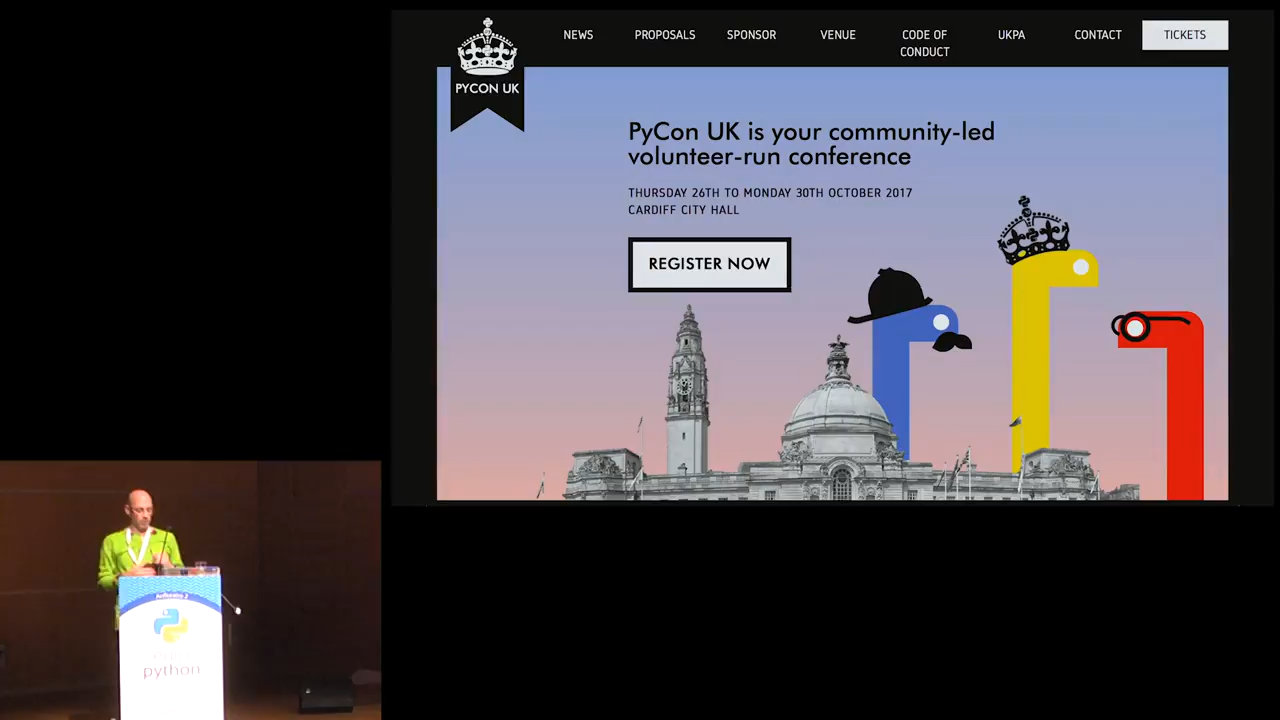 PYCON UK
NEWS
PROPOSALS
SPONSOR
VENUE
CODE OF
CONDUCT
UKPA
CONTACT
TICKETS
PyCon UK is your community-led
volunteer-run conference
THURSDAY 26TH TO MONDAY 30TH OCTOBER 2017
CARDIFF CITY HALL
REGISTER NOW
python